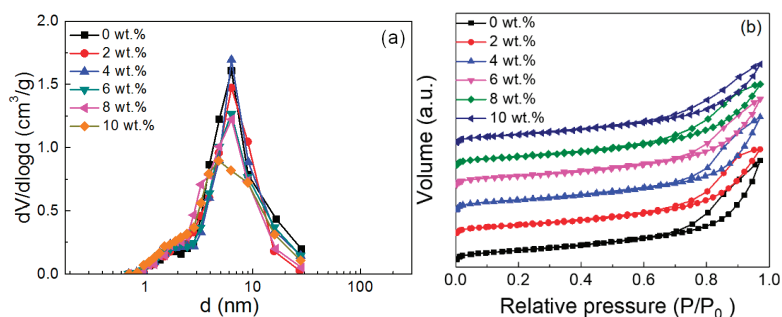 (a)
0 wt.%
2 wt.%
4 wt.%
6 wt.%
8 wt.%
10 wt.%
dV/dlogd (cm³/g)
2.0
1.5
1.0
0.5
0.0
1
10
100
d (nm)
(b)
0 wt.%
2 wt.%
4 wt.%
6 wt.%
8 wt.%
10 wt.%
Volume (a.u.)
0.0
0.2
0.4
0.6
0.8
1.0
Relative pressure (P/P₀)